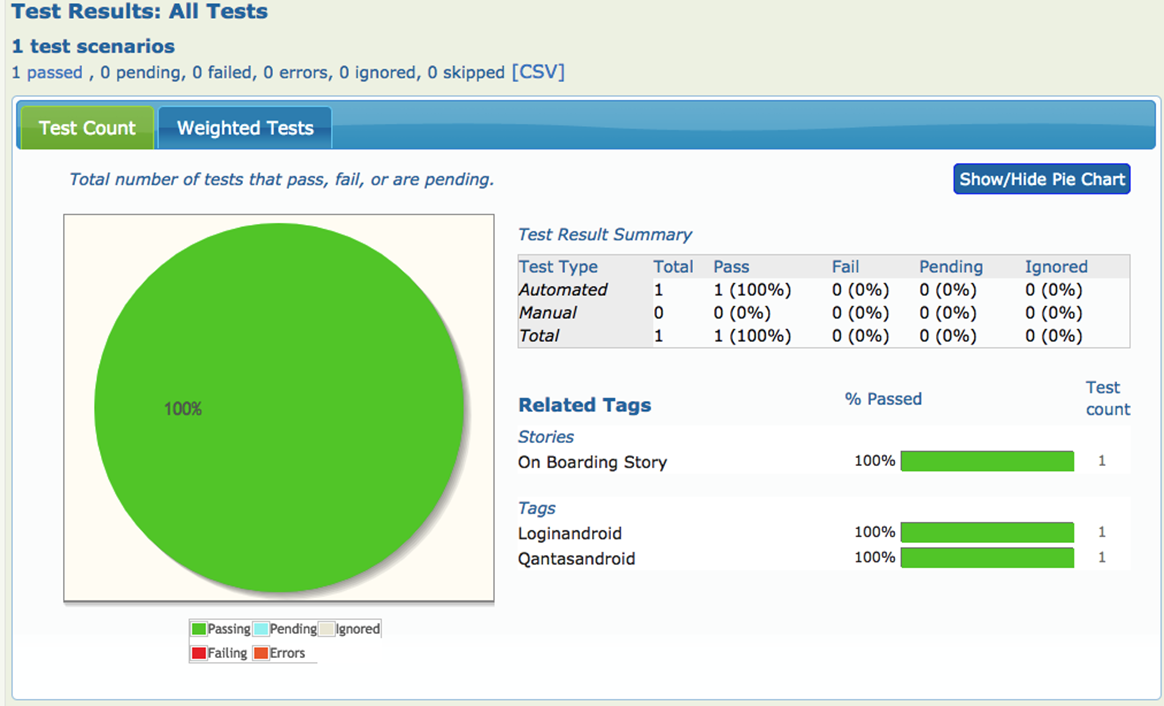 Test Results: All Tests
1 test scenarios
1 passed , 0 pending, 0 failed, 0 errors, 0 ignored, 0 skipped [CSV]
Test Count Weighted Tests
Total number of tests that pass, fail, or are pending.
Show/Hide Pie Chart
100%
Passing Pending Ignored
Failing Errors
Test Result Summary
Test Type Total Pass Fail Pending Ignored
Automated 1 1 (100%) 0 (0%) 0 (0%) 0 (0%)
Manual 0 0 (0%) 0 (0%) 0 (0%) 0 (0%)
Total 1 1 (100%) 0 (0%) 0 (0%) 0 (0%)
Related Tags % Passed Test count
Stories
On Boarding Story 100% 1
Tags
Loginandroid 100% 1
Qantasandroid 100% 1